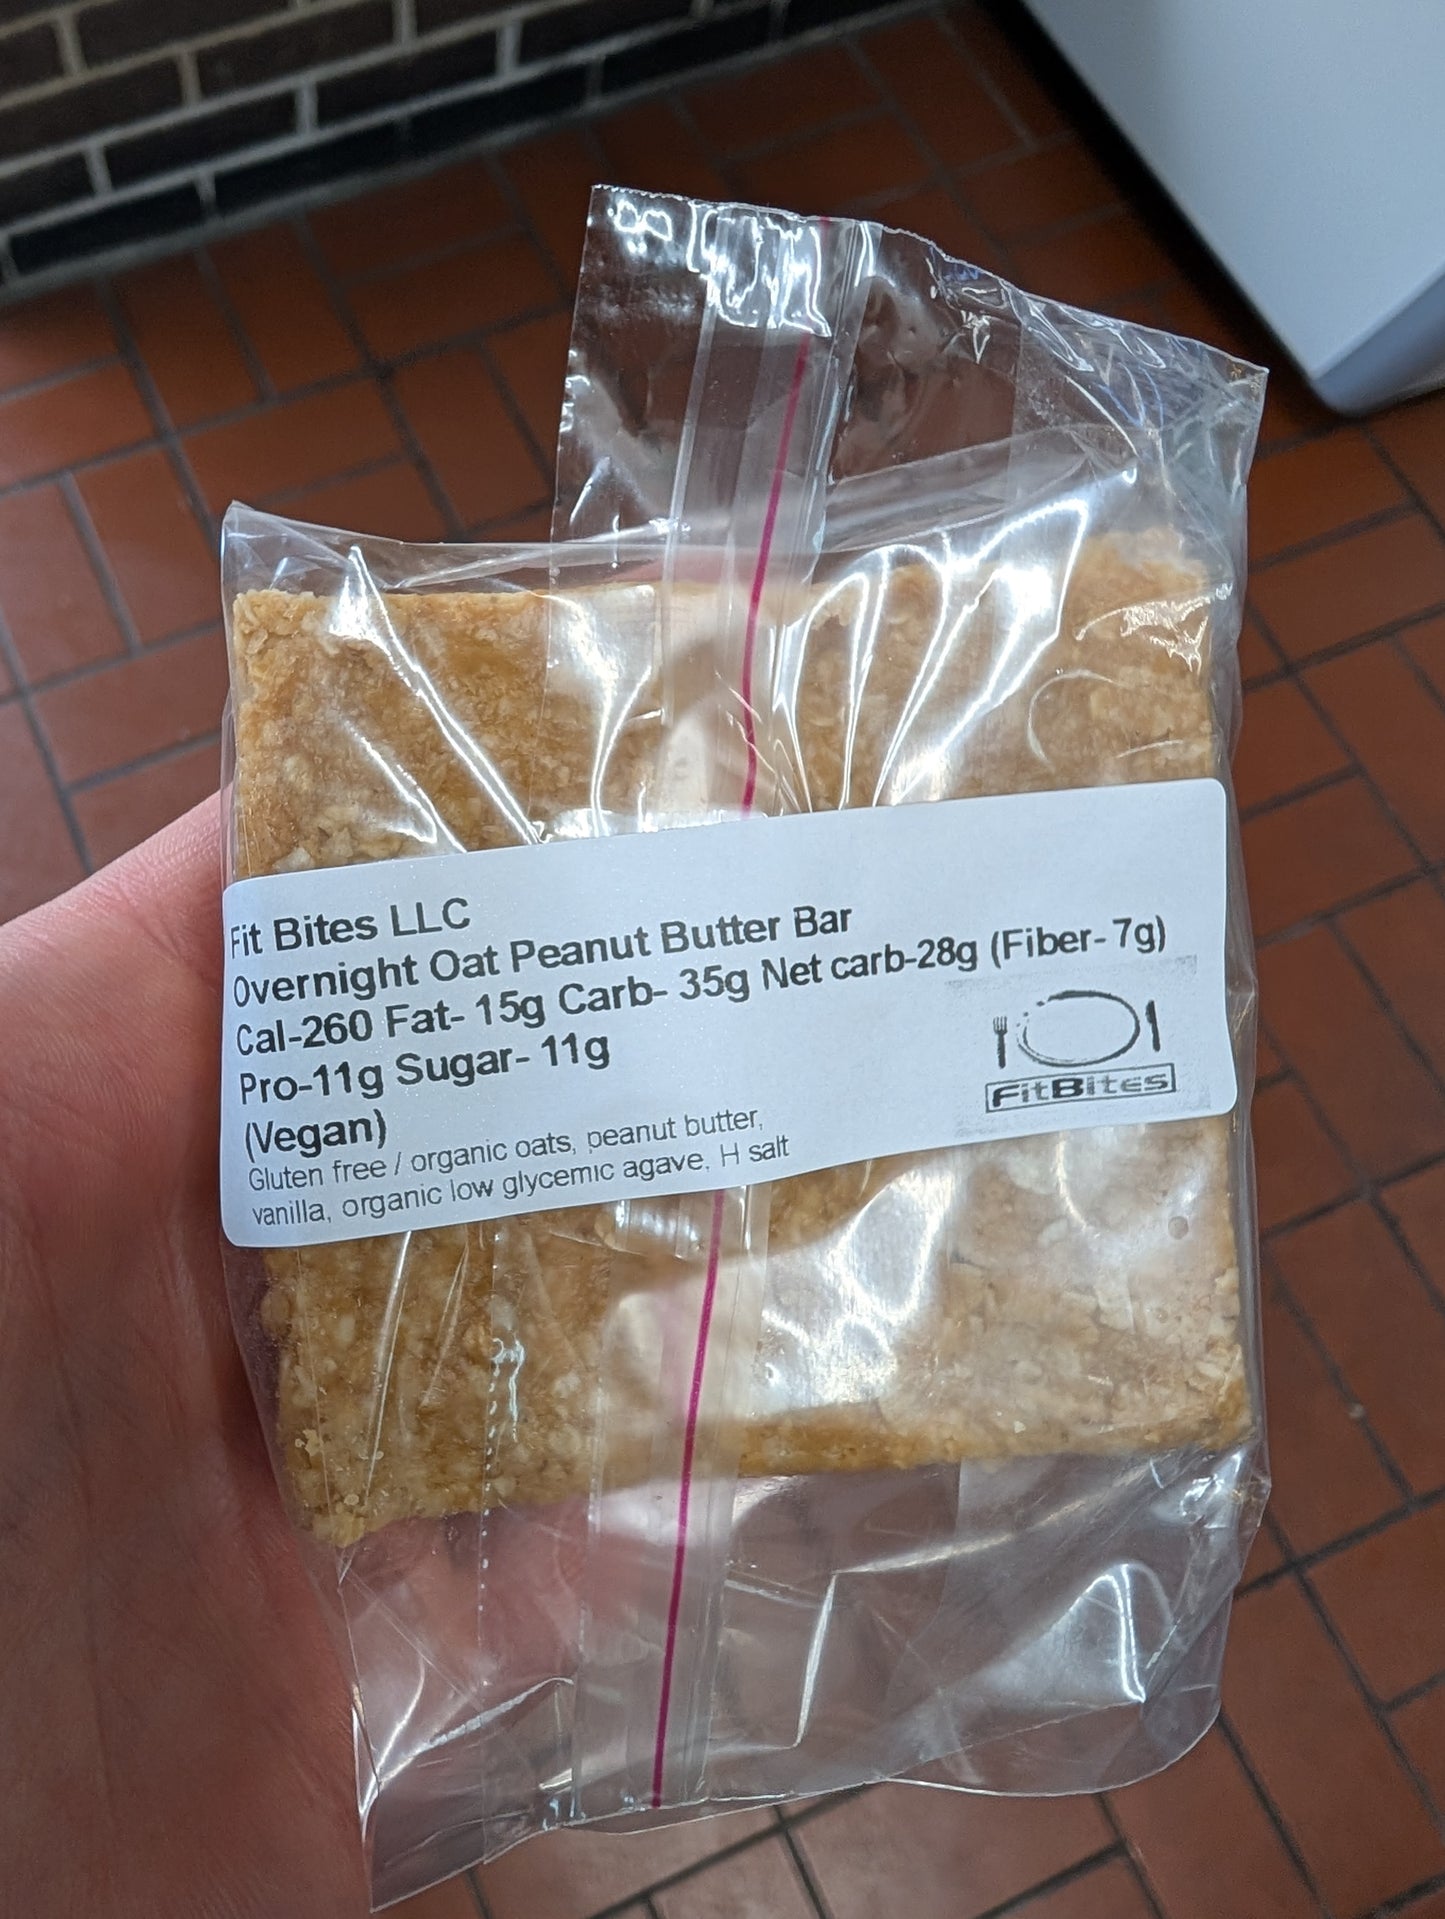 Fit Bites LLC
Overnight Oat Peanut Butter Bar
Cal-260 Fat- 15g Carb- 35g Net carb-28g (Fiber- 7g)
Pro-11g Sugar- 11g
(Vegan)
Gluten free / organic oats, peanut butter,
vanilla, organic low glycemic agave, H salt
FitBites